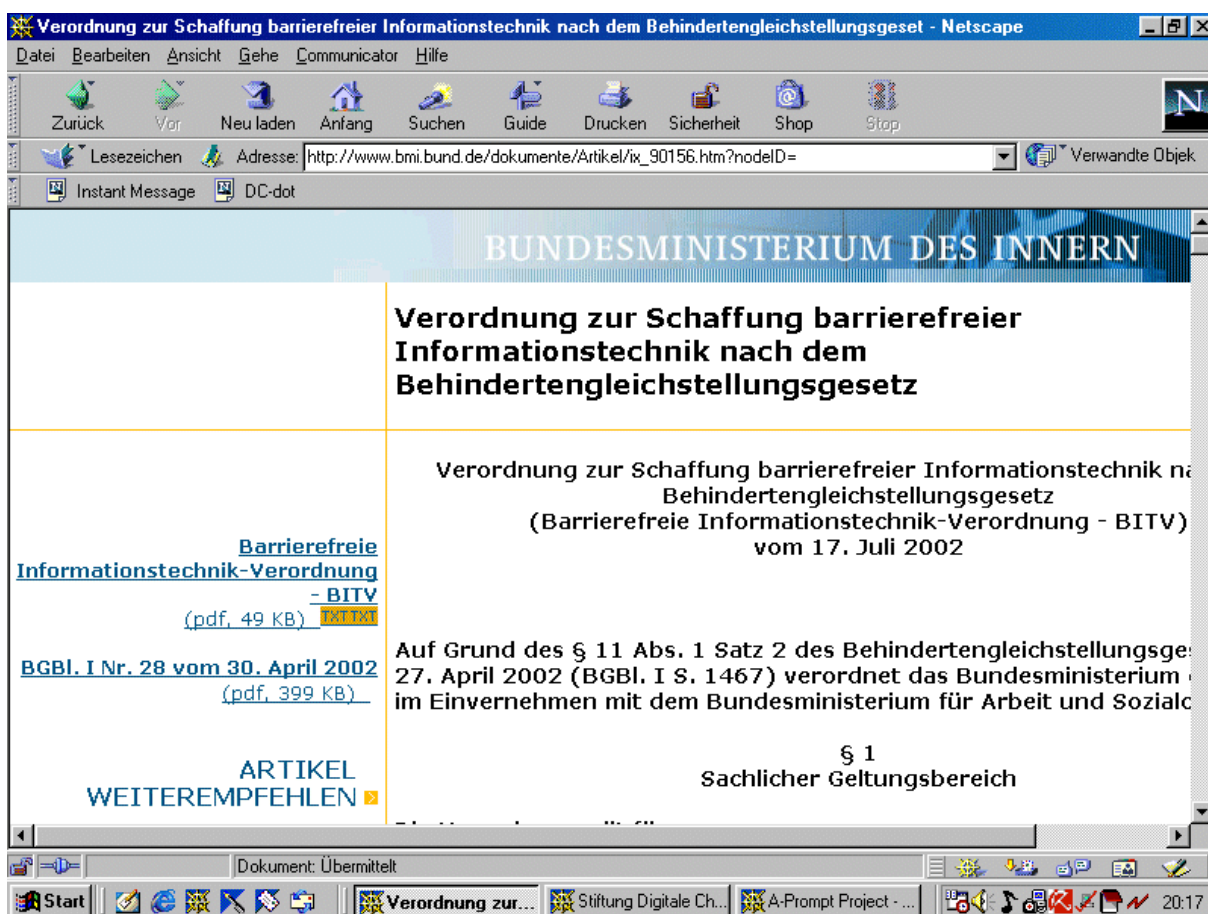 Verordnung zur Schaffung barrierefreier Informationstechnik nach dem Behindertengleichstellungsgeset - Netscape
Datei Bearbeiten Ansicht Gehe Communicator Hilfe
Zurück Vor Neu laden Anfang Suchen Guide Drucken Sicherheit Shop Stop
N
Lesezeichen Adresse: http://www.bmi.bund.de/dokumente/Artikel/ix_90156.htm?nodeID= Verwandte Objek
Instant Message DC-dot
BUNDESMINISTERIUM DES INNERN
Verordnung zur Schaffung barrierefreier
Informationstechnik nach dem
Behindertengleichstellungsgesetz
Verordnung zur Schaffung barrierefreier Informationstechnik na
Behindertengleichstellungsgesetz
(Barrierefreie Informationstechnik-Verordnung - BITV)
vom 17. Juli 2002
Barrierefreie
Informationstechnik-Verordnung
- BITV
(pdf, 49 KB) TXT TXT
BGBl. I Nr. 28 vom 30. April 2002
(pdf, 399 KB)
ARTIKEL
WEITEREMPFEHLEN
Auf Grund des § 11 Abs. 1 Satz 2 des Behindertengleichstellungsges
27. April 2002 (BGBl. I S. 1467) verordnet das Bundesministerium
im Einvernehmen mit dem Bundesministerium für Arbeit und Sozialo
§ 1
Sachlicher Geltungsbereich
Dokument: Übermittelt
Start Verordnung zur... Stiftung Digitale Ch... A-Prompt Project - ... 20:17